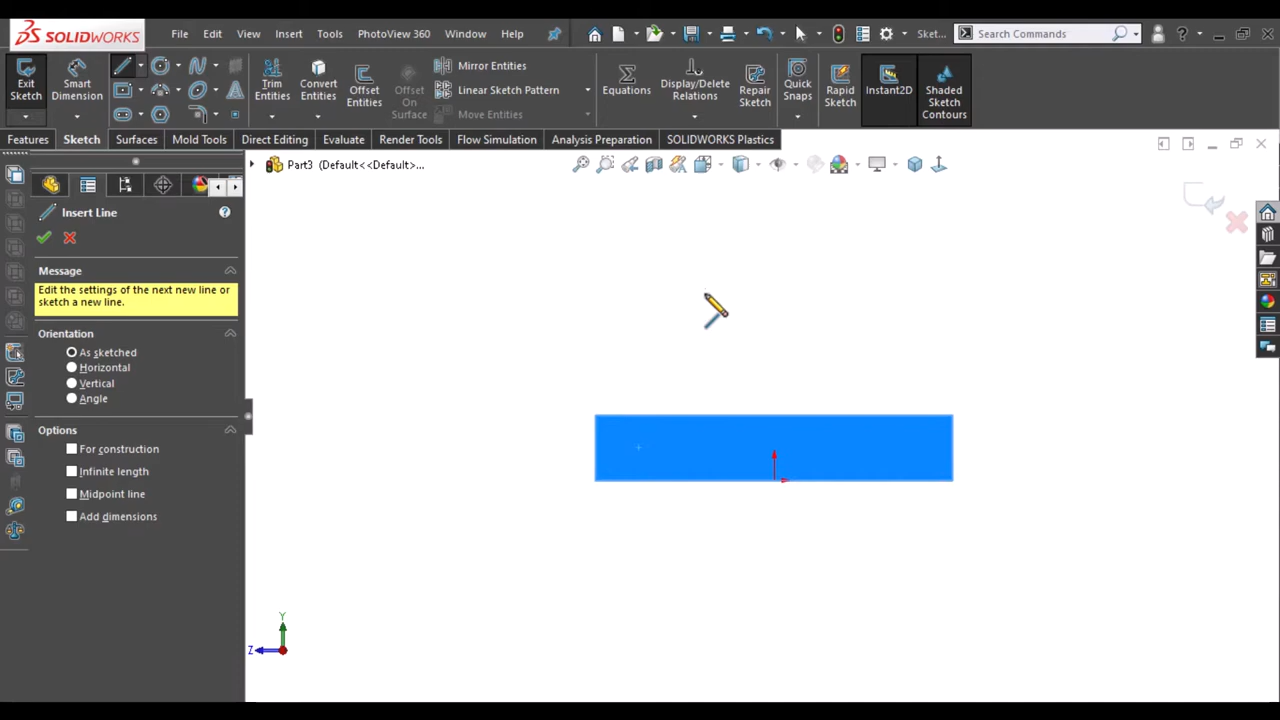 SOLIDWORKS File Edit View Insert Tools PhotoView 360 Window Help Sket... Search Commands
Exit Sketch Smart Dimension Trim Entities Convert Entities Offset Entities Offset On Surface Mirror Entities Linear Sketch Pattern Move Entities Equations Display/Delete Relations Repair Sketch Quick Snaps Rapid Sketch Instant2D Shaded Sketch Contours
Features Sketch Surfaces Mold Tools Direct Editing Evaluate Render Tools Flow Simulation Analysis Preparation SOLIDWORKS Plastics
Part3 (Default<<Default>...
Insert Line
Message
Edit the settings of the next new line or
sketch a new line.
Orientation
As sketched
Horizontal
Vertical
Angle
Options
For construction
Infinite length
Midpoint line
Add dimensions
Y
Z